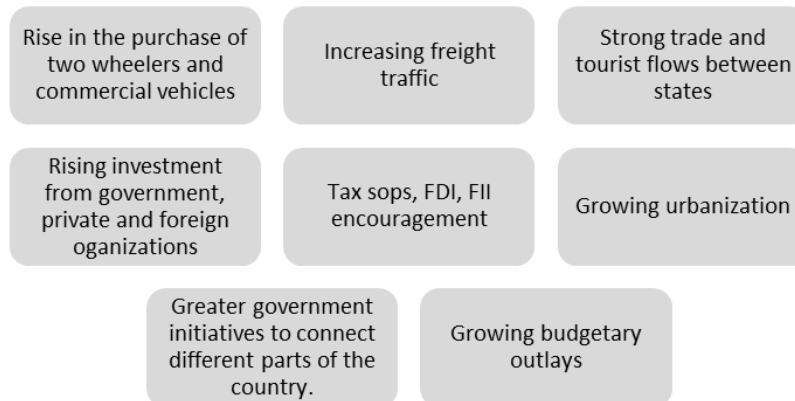 Rise in the purchase of
two wheelers and
commercial vehicles
Increasing freight
traffic
Strong trade and
tourist flows between
states
Rising investment
from government,
private and foreign
oganizations
Tax sops, FDI, FII
encouragement
Growing urbanization
Greater government
initiatives to connect
different parts of the
country.
Growing budgetary
outlays